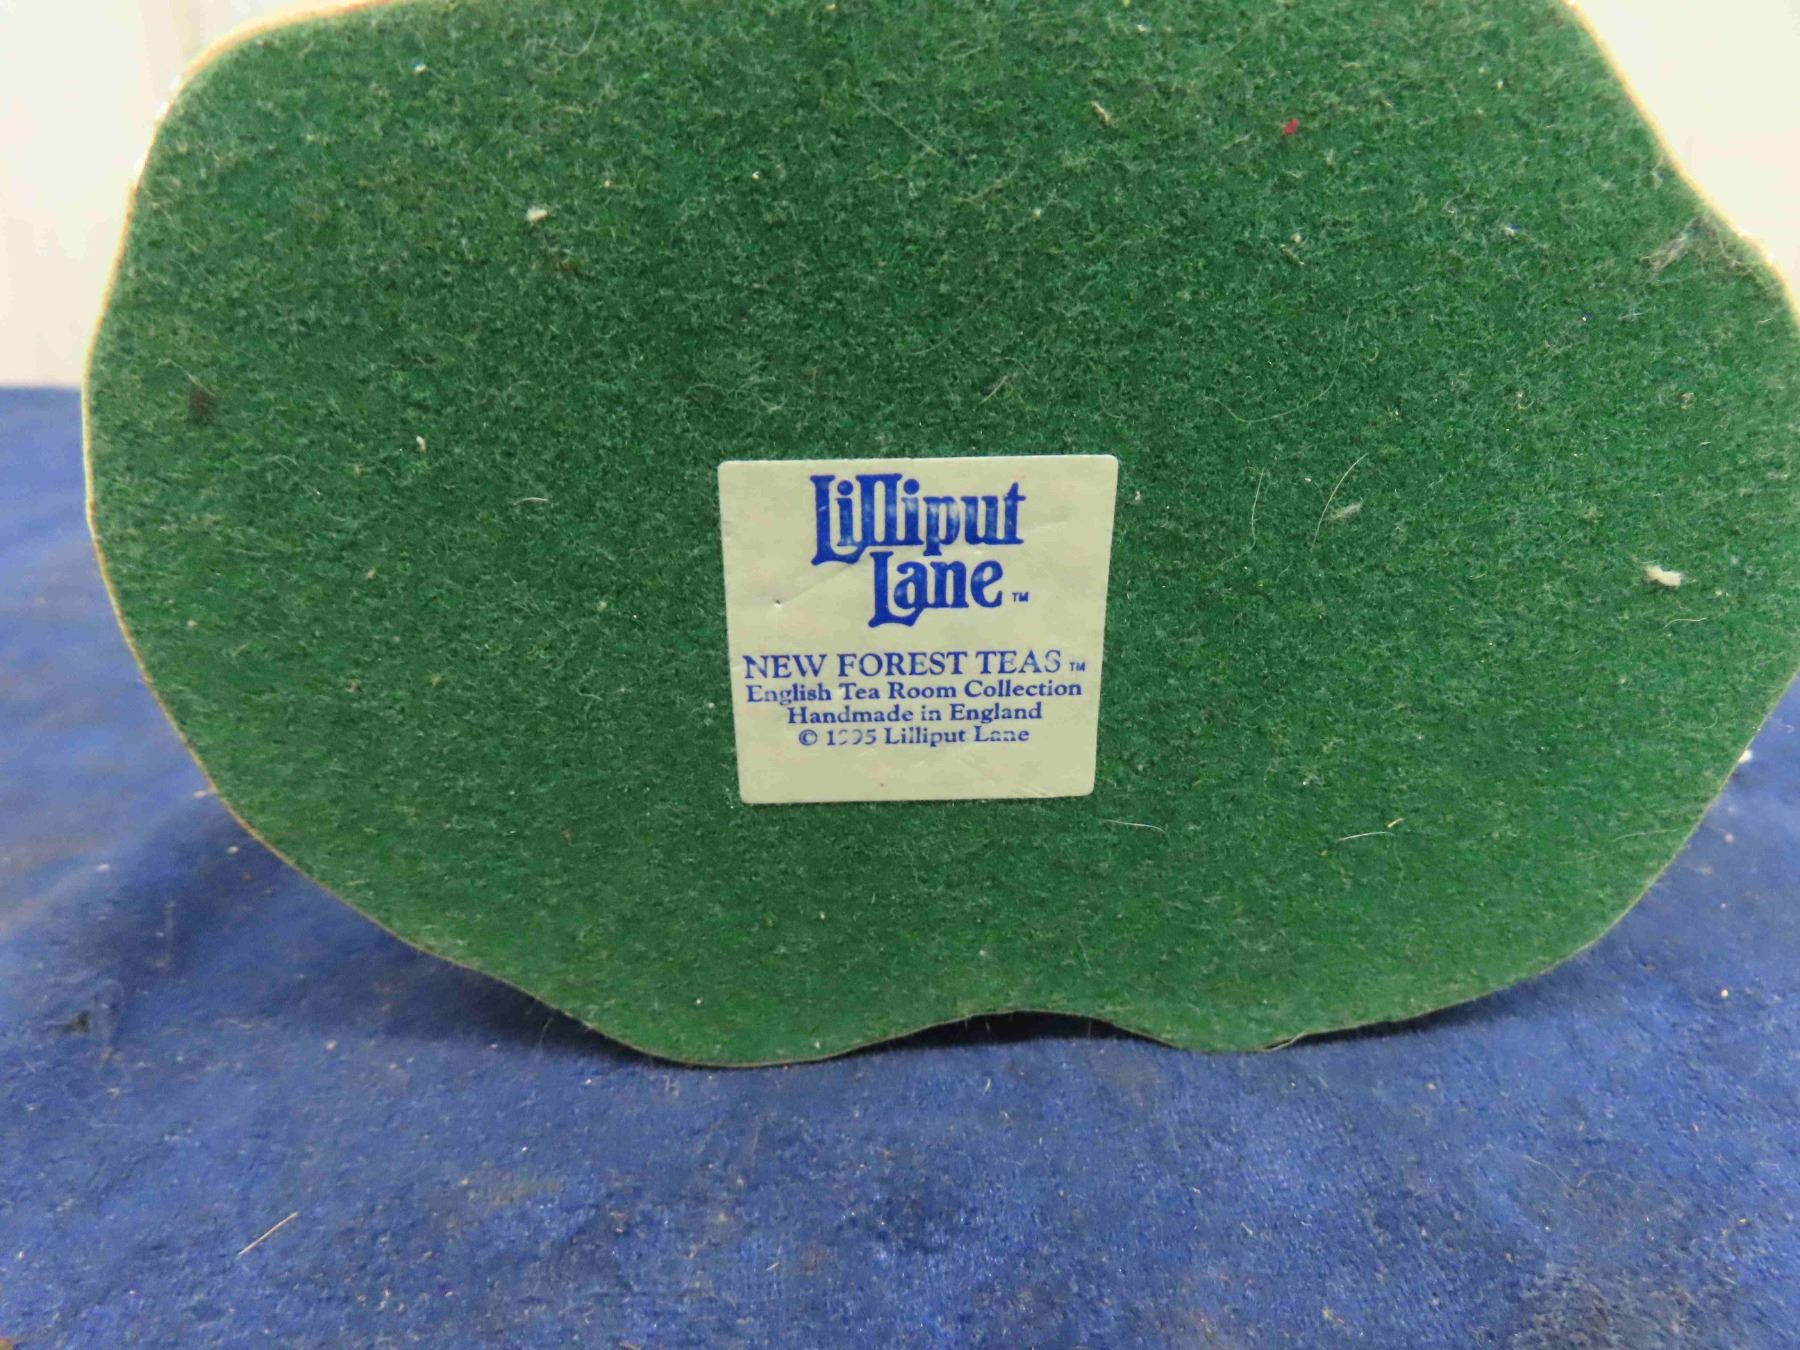 Lilliput
Lane™
NEW FOREST TEAS™
English Tea Room Collection
Handmade in England
© 1995 Lilliput Lane